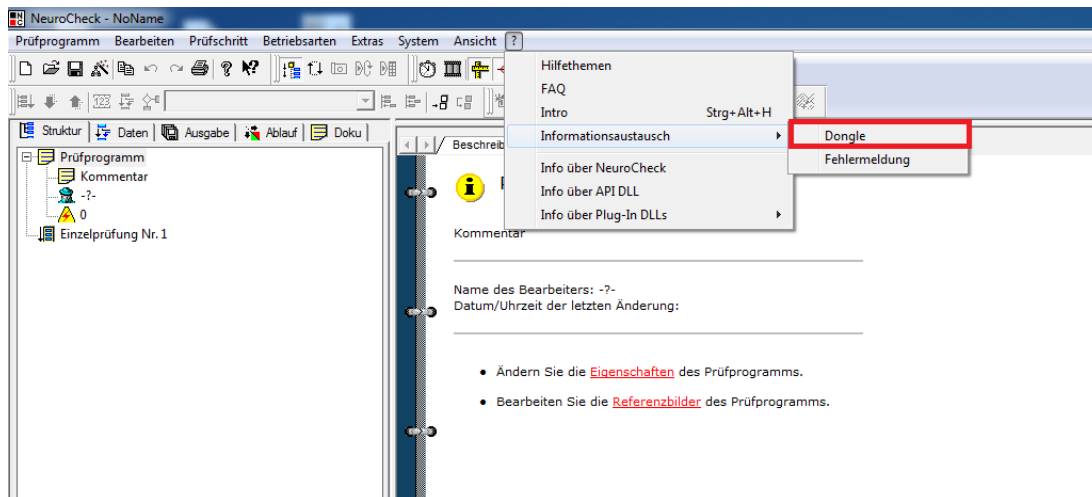 NeuroCheck - NoName
Prüfprogramm Bearbeiten Prüfschritt Betriebsarten Extras System Ansicht ?
Hilfethemen
FAQ
Intro Strg+Alt+H
Informationsaustausch
Dongle
Fehlermeldung
Info über NeuroCheck
Info über API DLL
Info über Plug-In DLLs
123
Struktur Daten Ausgabe Ablauf Doku
Prüfprogramm
Kommentar
-?-
0
Einzelprüfung Nr. 1
Beschreib
Kommentar
Name des Bearbeiters: -?-
Datum/Uhrzeit der letzten Änderung:
• Ändern Sie die Eigenschaften des Prüfprogramms.
• Bearbeiten Sie die Referenzbilder des Prüfprogramms.